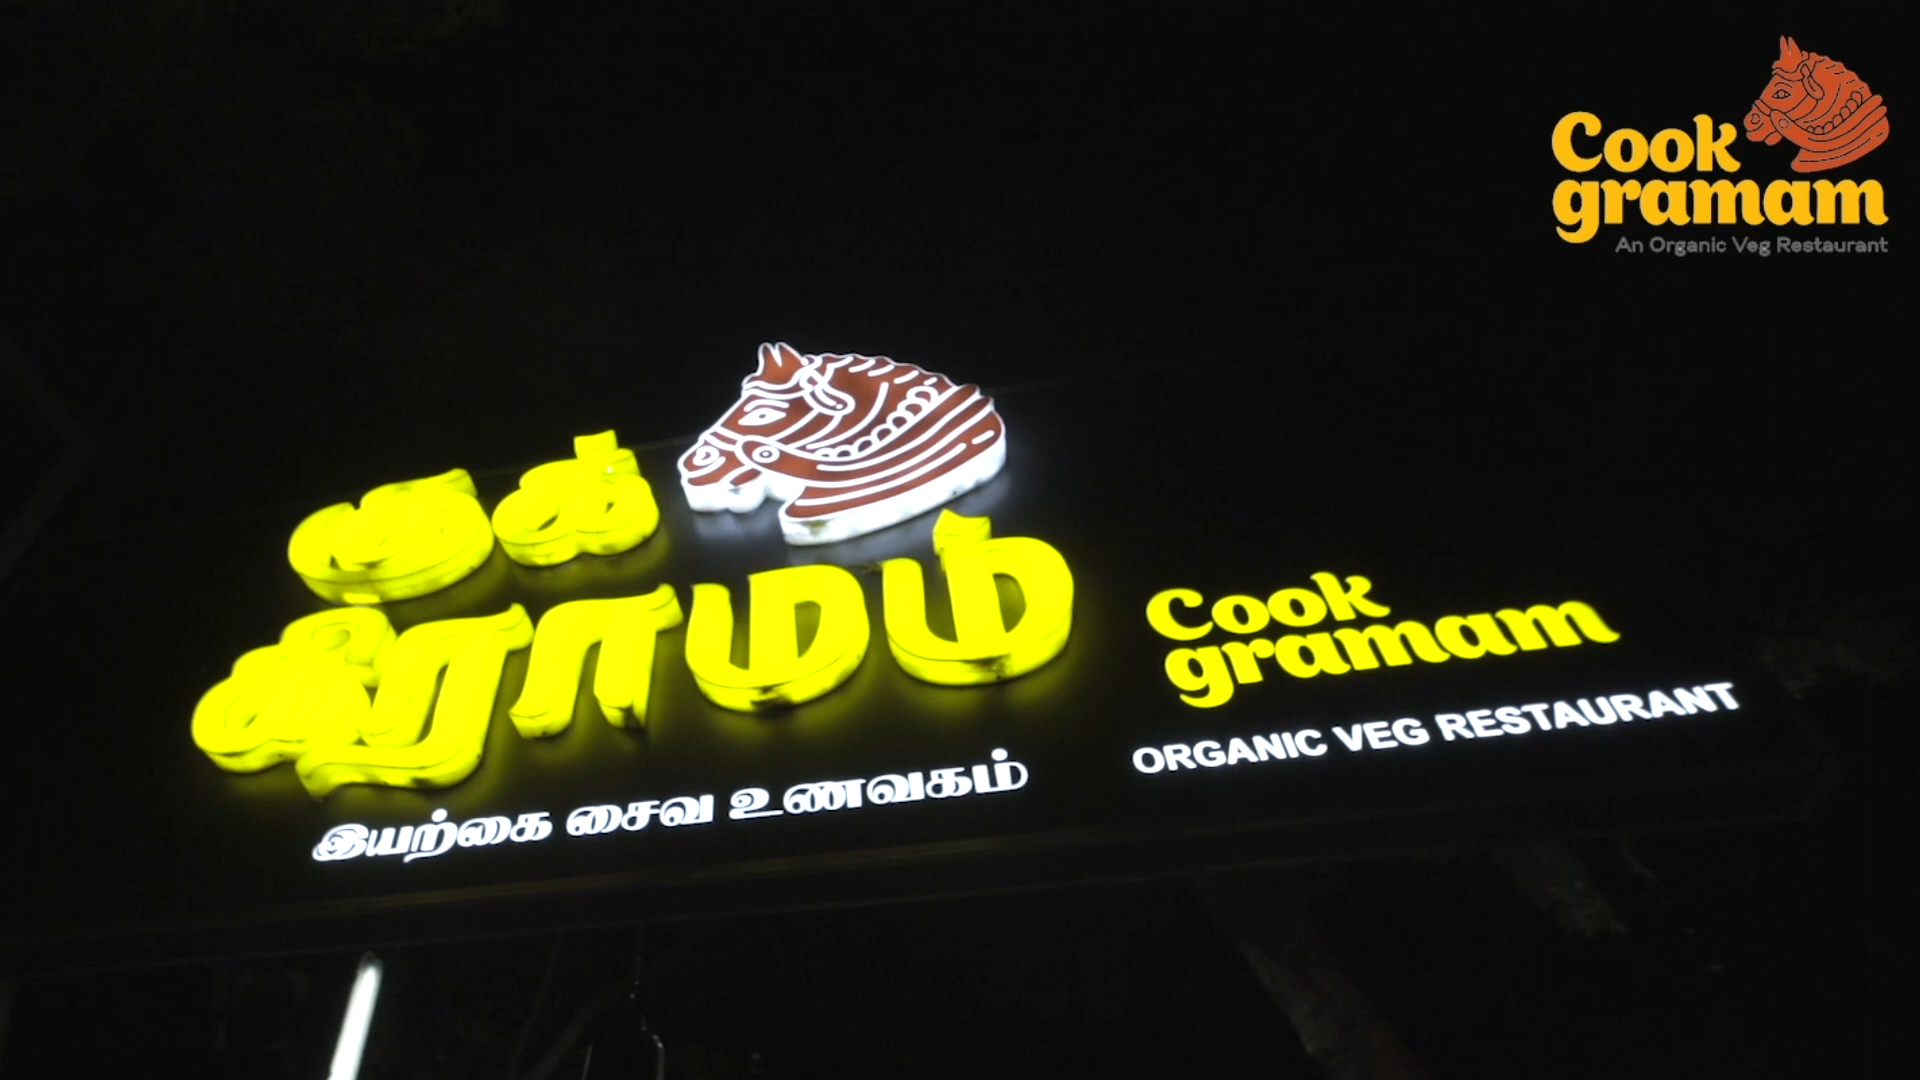 Cook
gramam
An Organic Veg Restaurant
குக்
கிராமம்
இயற்கை சைவ உணவகம்
Cook
gramam
ORGANIC VEG RESTAURANT